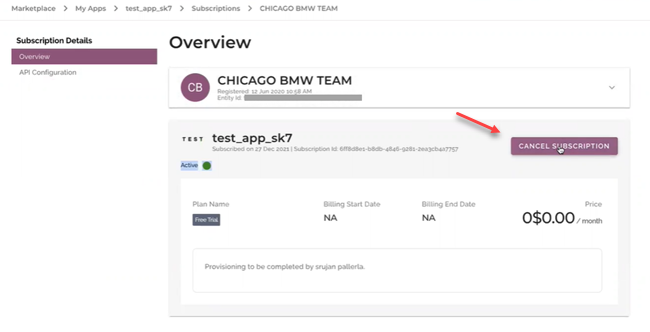 Marketplace > My Apps > test_app_sk7 > Subscriptions > CHICAGO BMW TEAM
Subscription Details
Overview
API Configuration
Overview
CB
CHICAGO BMW TEAM
Registered: 12 Jun 2020 10:58 AM
Entity Id:
TEST
test_app_sk7
Subscribed on 27 Dec 2021 | Subscription Id: 6ff8d8e1-b8db-4848-9281-2ea3cb4a7757
CANCEL SUBSCRIPTION
Active
Plan Name
Billing Start Date
Billing End Date
Price
Free Trial
NA
NA
0$0.00 / month
Provisioning to be completed by srujan pallerla.